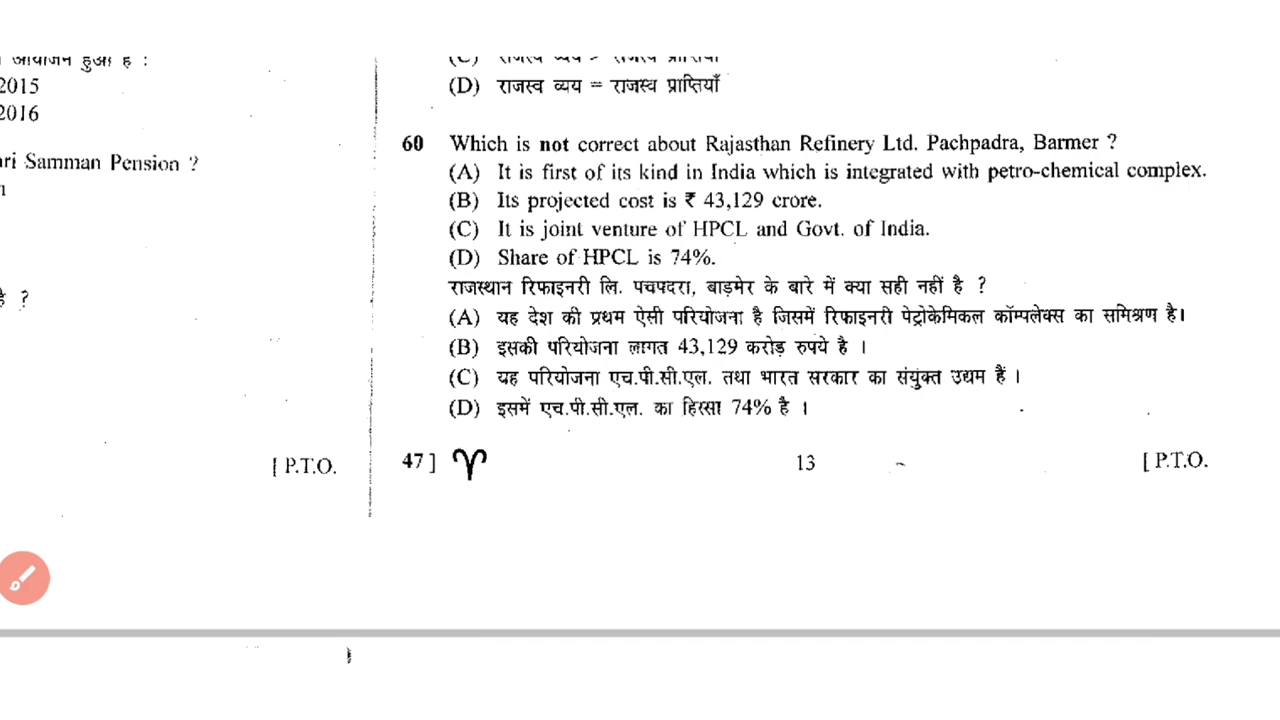 आयोजन हुआ है :
2015
2016
ri Samman Pension ?
है ?
[ P.T.O.
(C) राजस्व व्यय > राजस्व प्राप्तियाँ
(D) राजस्व व्यय = राजस्व प्राप्तियाँ
60 Which is not correct about Rajasthan Refinery Ltd. Pachpadra, Barmer ?
(A) It is first of its kind in India which is integrated with petro-chemical complex.
(B) Its projected cost is ₹ 43,129 crore.
(C) It is joint venture of HPCL and Govt. of India.
(D) Share of HPCL is 74%.
राजस्थान रिफाइनरी लि. पचपदरा, बाड़मेर के बारे में क्या सही नहीं है ?
(A) यह देश की प्रथम ऐसी परियोजना है जिसमें रिफाइनरी पेट्रोकेमिकल कॉम्पलेक्स का समिश्रण है।
(B) इसकी परियोजना लागत 43,129 करोड़ रुपये है ।
(C) यह परियोजना एच.पी.सी.एल. तथा भारत सरकार का संयुक्त उद्यम हैं ।
(D) इसमें एच.पी.सी.एल. का हिस्सा 74% है ।
47 ] ♈ 13 [ P.T.O.